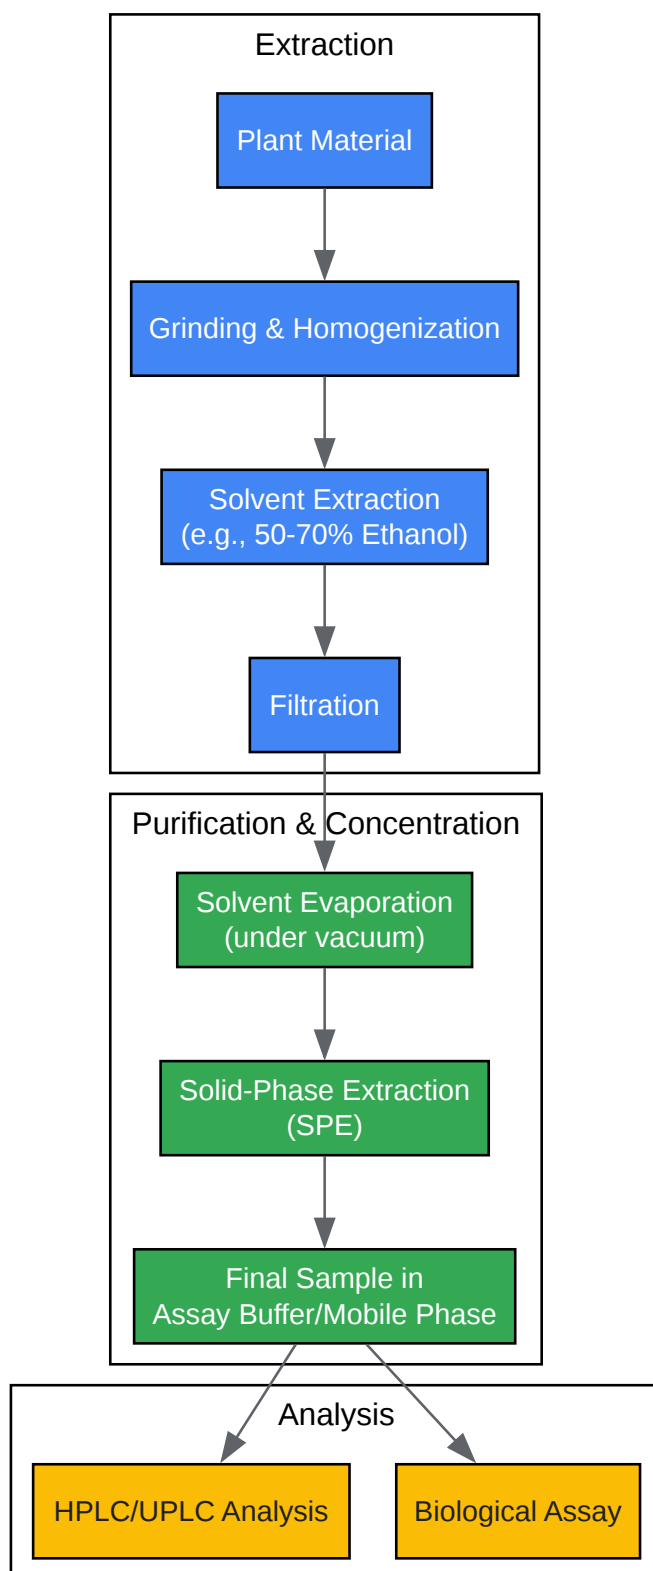 Extraction
Plant Material
Grinding & Homogenization
Solvent Extraction
(e.g., 50-70% Ethanol)
Filtration
Purification & Concentration
Solvent Evaporation
(under vacuum)
Solid-Phase Extraction
(SPE)
Final Sample in
Assay Buffer/Mobile Phase
Analysis
HPLC/UPLC Analysis
Biological Assay